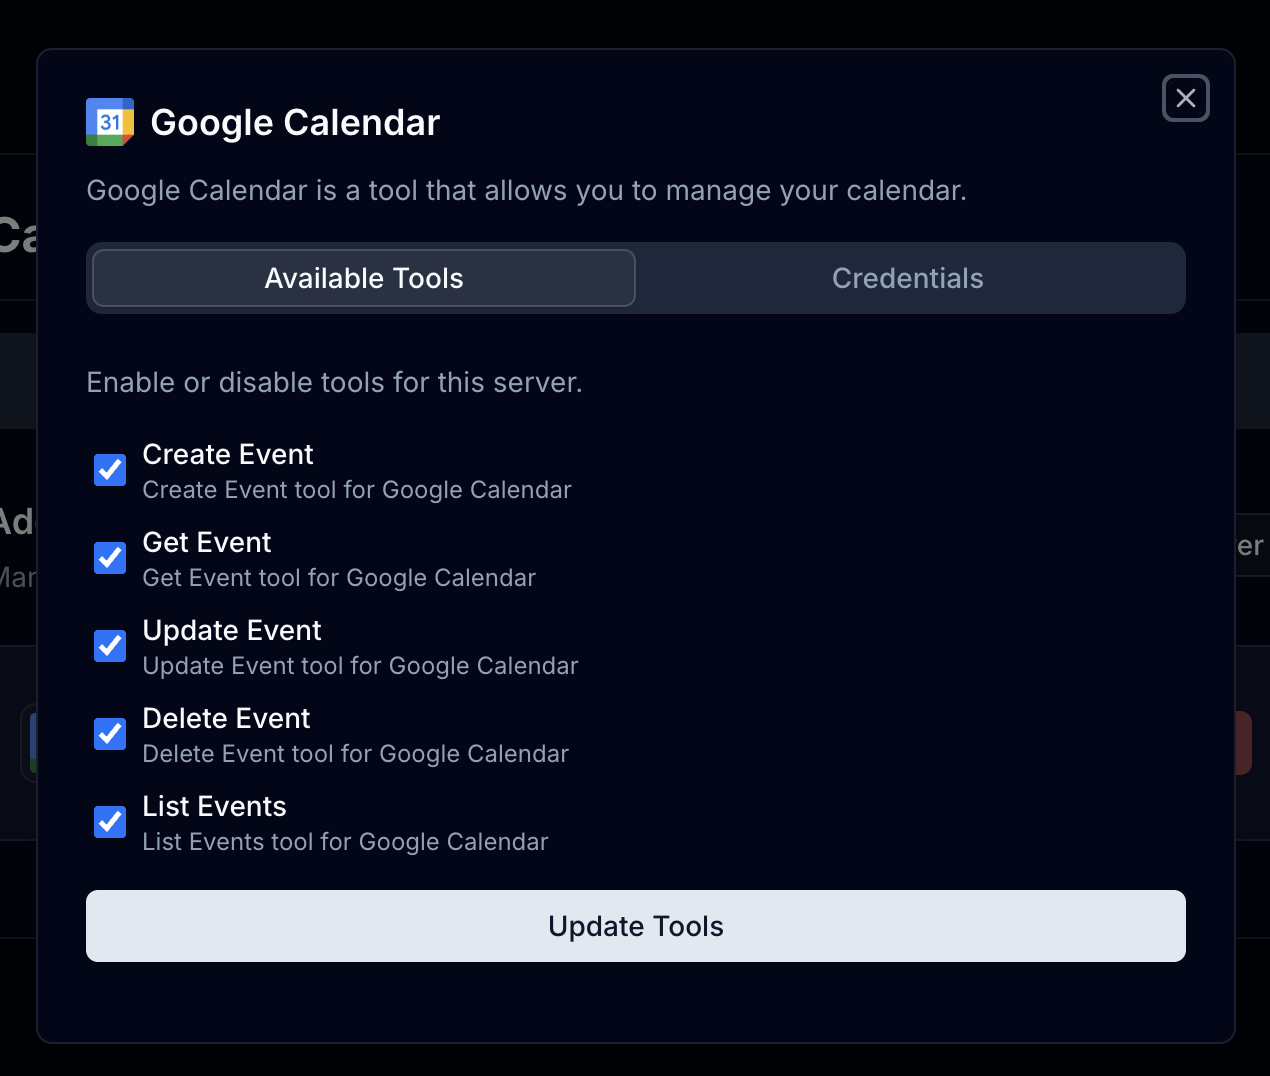 31 Google Calendar
Google Calendar is a tool that allows you to manage your calendar.
Available Tools Credentials
Enable or disable tools for this server.
Create Event
Create Event tool for Google Calendar
Get Event
Get Event tool for Google Calendar
Update Event
Update Event tool for Google Calendar
Delete Event
Delete Event tool for Google Calendar
List Events
List Events tool for Google Calendar
Update Tools